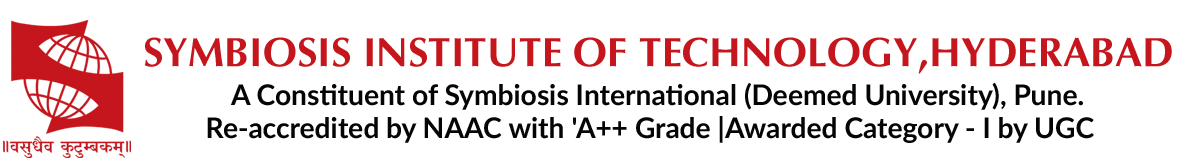 SYMBIOSIS INSTITUTE OF TECHNOLOGY,HYDERABAD
A Constituent of Symbiosis International (Deemed University), Pune.
Re-accredited by NAAC with 'A++ Grade |Awarded Category - I by UGC
॥वसुधैव कुटुम्बकम्॥